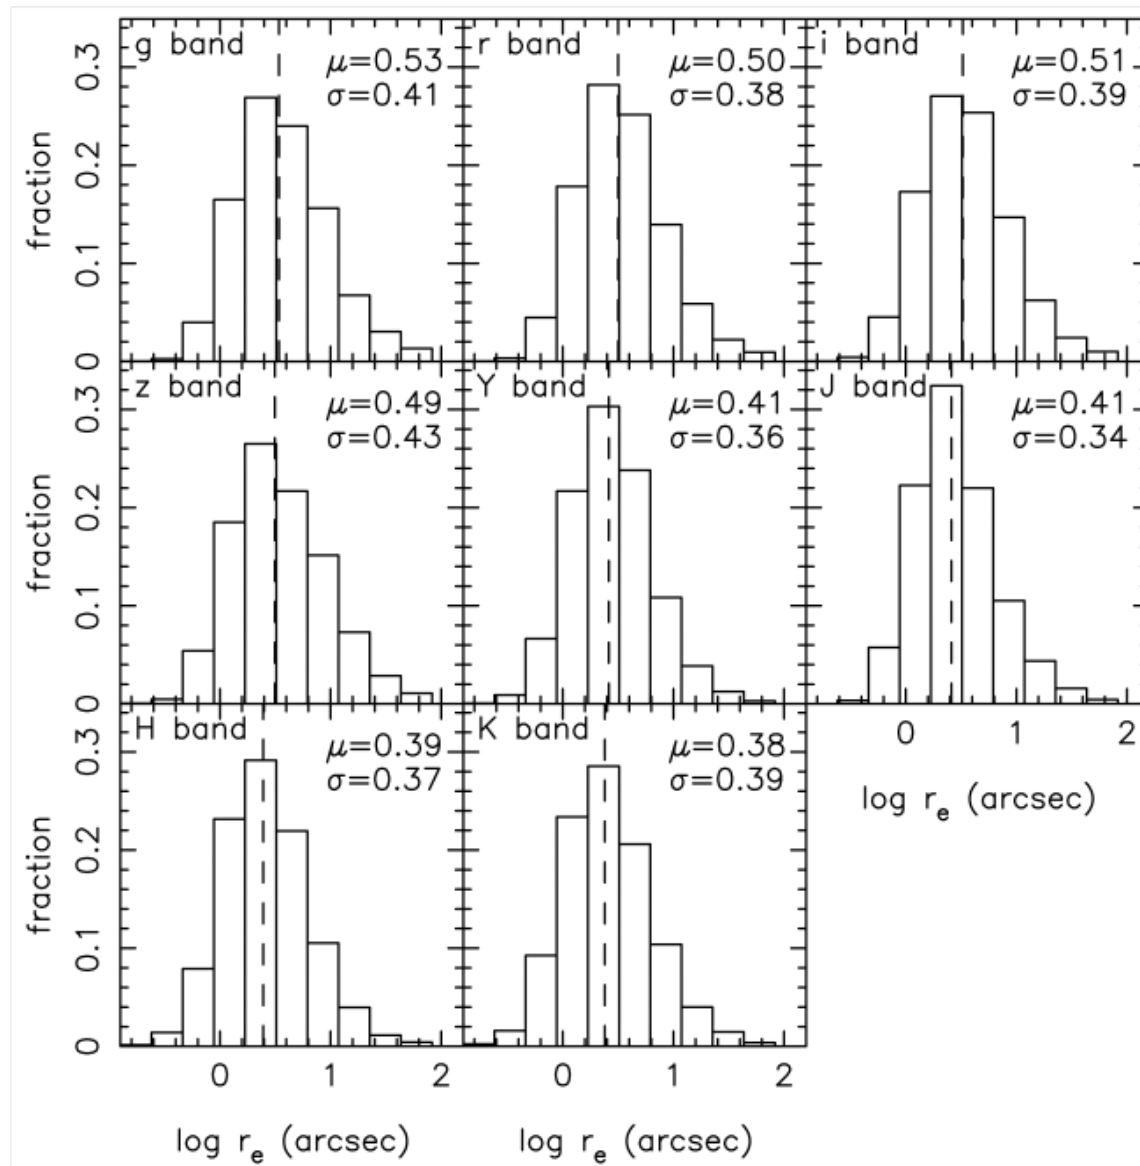 g band
μ=0.53
σ=0.41
r band
μ=0.50
σ=0.38
i band
μ=0.51
σ=0.39
fraction
0.3
0.2
0.1
0
z band
μ=0.49
σ=0.43
Y band
μ=0.41
σ=0.36
J band
μ=0.41
σ=0.34
fraction
0.3
0.2
0.1
0
0 1 2
log r_e (arcsec)
H band
μ=0.39
σ=0.37
K band
μ=0.38
σ=0.39
fraction
0.3
0.2
0.1
0
0 1 2
0 1 2
log r_e (arcsec)
log r_e (arcsec)